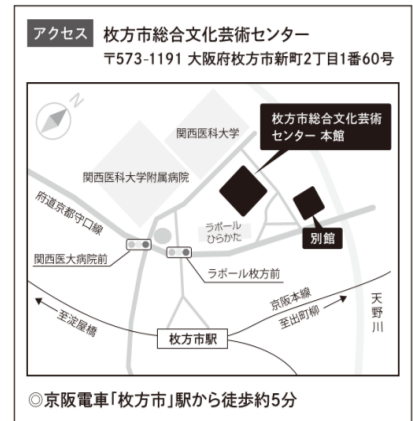 アクセス 枚方市総合文化芸術センター
〒573-1191 大阪府枚方市新町2丁目1番60号
N
枚方市総合文化芸術
センター 本館
関西医科大学
関西医科大学附属病院
府道京都守口線
ラポール
ひらかた
別館
関西医大病院前
ラポール枚方前
京阪本線
至出町柳
天野川
至淀屋橋
枚方市駅
◎京阪電車「枚方市」駅から徒歩約5分